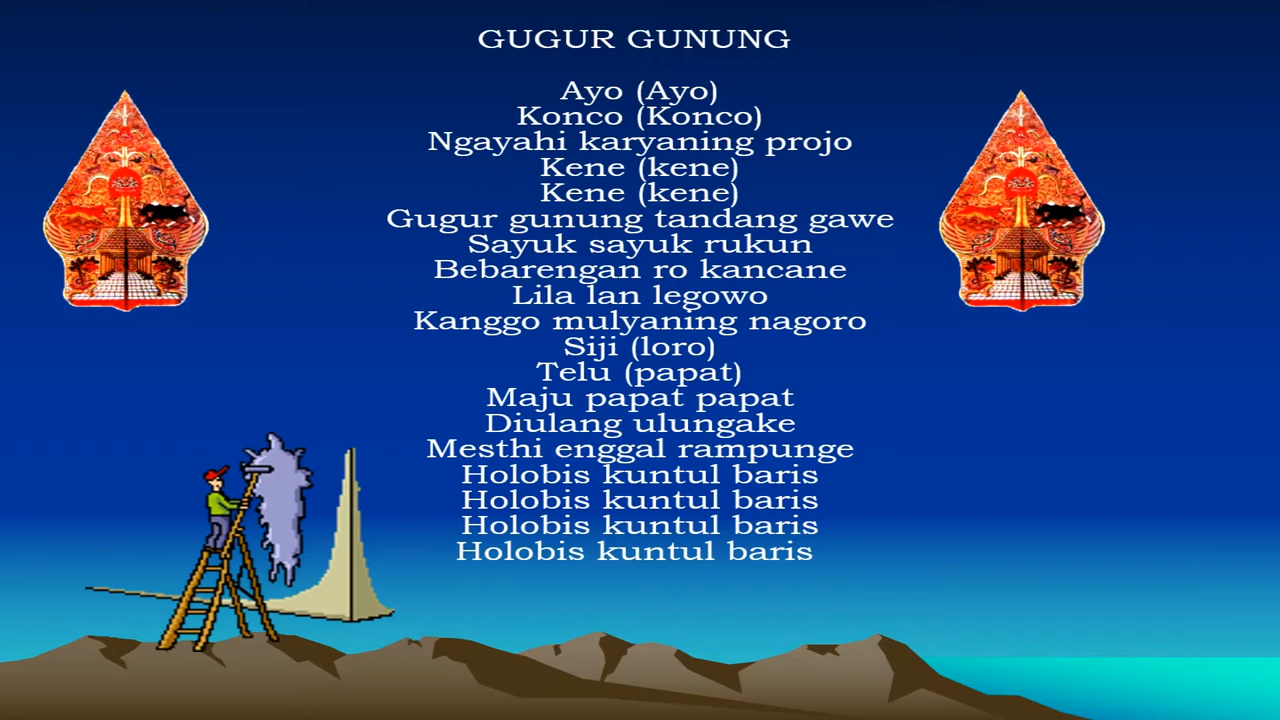 GUGUR GUNUNG
Ayo (Ayo)
Konco (Konco)
Ngayahi karyaning projo
Kene (kene)
Kene (kene)
Gugur gunung tandang gawe
Sayuk sayuk rukun
Bebarengan ro kancane
Lila lan legowo
Kanggo mulyaning nagoro
Siji (loro)
Telu (papat)
Maju papat papat
Diulang ulungake
Mesthi enggal rampunge
Holobis kuntul baris
Holobis kuntul baris
Holobis kuntul baris
Holobis kuntul baris